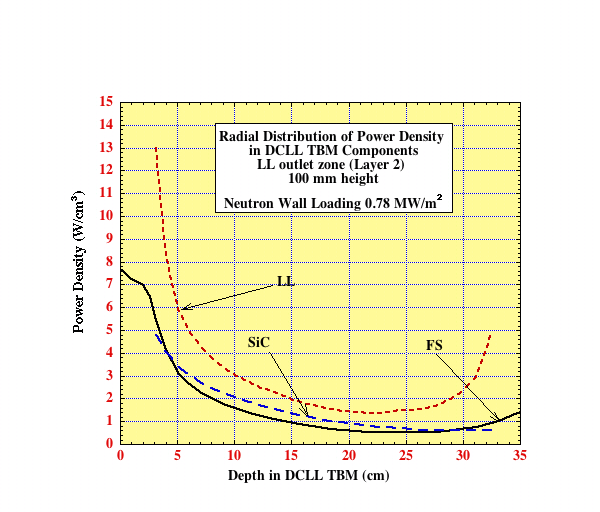 15
14
13
12
11
10
9
8
7
6
5
4
3
2
1
0
Power Density (W/cm³)
Radial Distribution of Power Density
in DCLL TBM Components
LL outlet zone (Layer 2)
100 mm height
Neutron Wall Loading 0.78 MW/m²
LL
SiC
FS
0 5 10 15 20 25 30 35
Depth in DCLL TBM (cm)